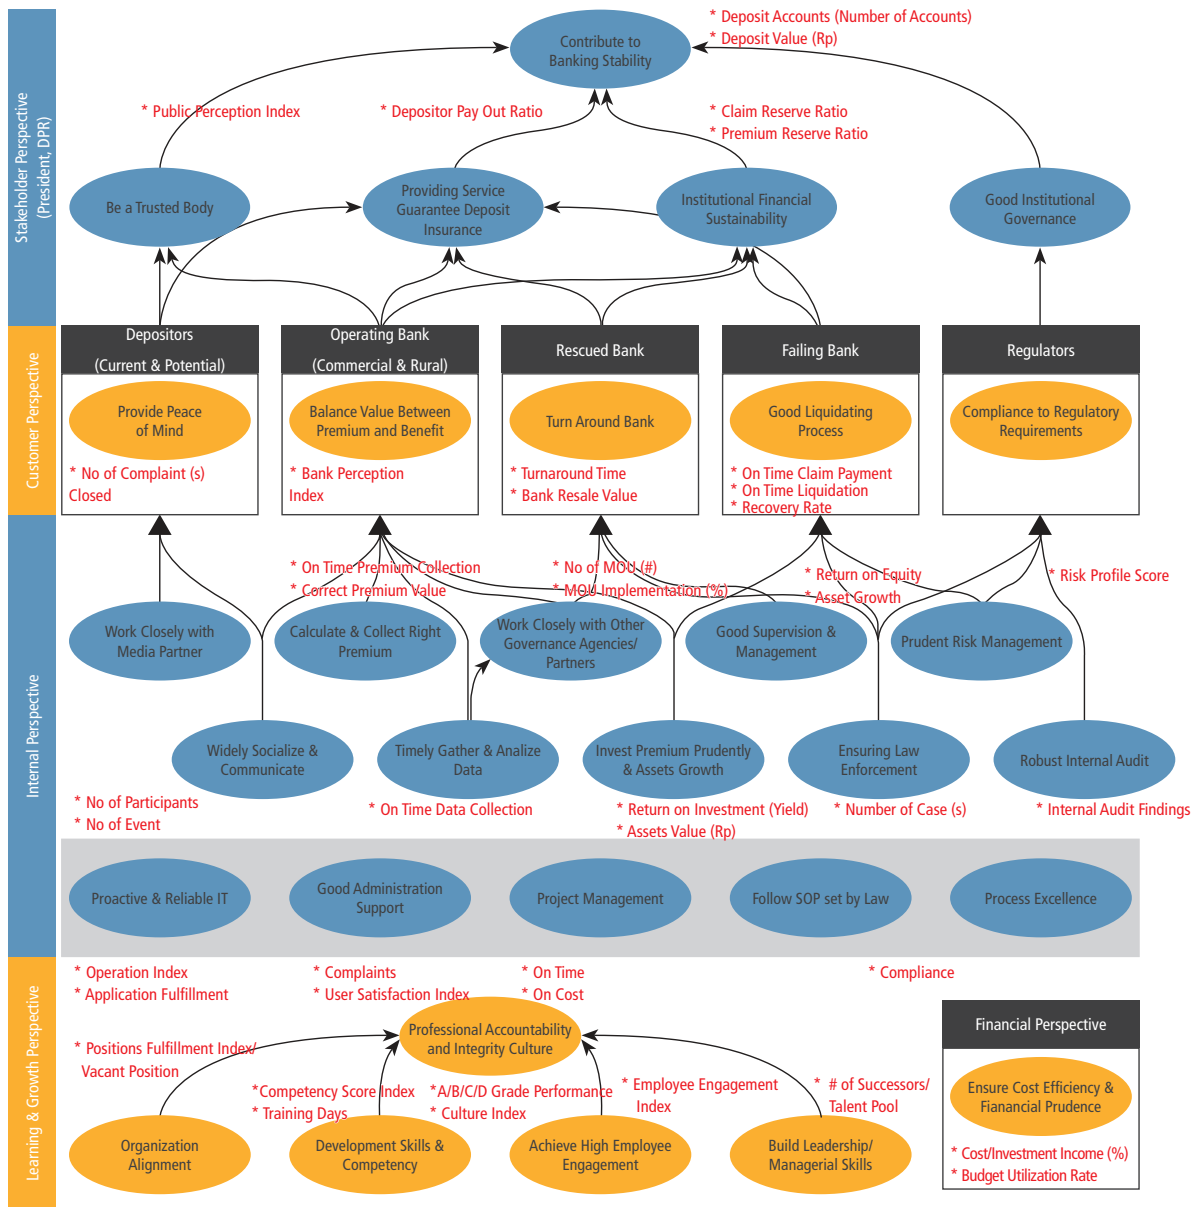 Stakeholder Perspective
(President, DPR)
Contribute to
Banking Stability
* Deposit Accounts (Number of Accounts)
* Deposit Value (Rp)
* Public Perception Index
* Depositor Pay Out Ratio
* Claim Reserve Ratio
* Premium Reserve Ratio
Be a Trusted Body
Providing Service
Guarantee Deposit
Insurance
Institutional Financial
Sustainability
Good Institutional
Governance
Customer Perspective
Depositors
(Current & Potential)
Provide Peace
of Mind
* No of Complaint (s)
Closed
Operating Bank
(Commercial & Rural)
Balance Value Between
Premium and Benefit
* Bank Perception
Index
Rescued Bank
Turn Around Bank
* Turnaround Time
* Bank Resale Value
Failing Bank
Good Liquidating
Process
* On Time Claim Payment
* On Time Liquidation
* Recovery Rate
Regulators
Compliance to Regulatory
Requirements
Internal Perspective
* On Time Premium Collection
* Correct Premium Value
* No of MOU (#)
* MOU Implementation (%)
* Return on Equity
* Asset Growth
* Risk Profile Score
Work Closely with
Media Partner
Calculate & Collect Right
Premium
Work Closely with Other
Governance Agencies/
Partners
Good Supervision &
Management
Prudent Risk Management
Widely Socialize &
Communicate
Timely Gather & Analize
Data
Invest Premium Prudently
& Assets Growth
Ensuring Law
Enforcement
Robust Internal Audit
* No of Participants
* No of Event
* On Time Data Collection
* Return on Investment (Yield)
* Assets Value (Rp)
* Number of Case (s)
* Internal Audit Findings
Proactive & Reliable IT
Good Administration
Support
Project Management
Follow SOP set by Law
Process Excellence
Learning & Growth Perspective
* Operation Index
* Application Fulfillment
* Complaints
* User Satisfaction Index
* On Time
* On Cost
* Compliance
Professional Accountability
and Integrity Culture
* Positions Fulfillment Index/
Vacant Position
*Competency Score Index
* Training Days
*A/B/C/D Grade Performance
* Culture Index
* Employee Engagement
Index
* # of Successors/
Talent Pool
Organization
Alignment
Development Skills &
Competency
Achieve High Employee
Engagement
Build Leadership/
Managerial Skills
Financial Perspective
Ensure Cost Efficiency &
Fianancial Prudence
* Cost/Investment Income (%)
* Budget Utilization Rate